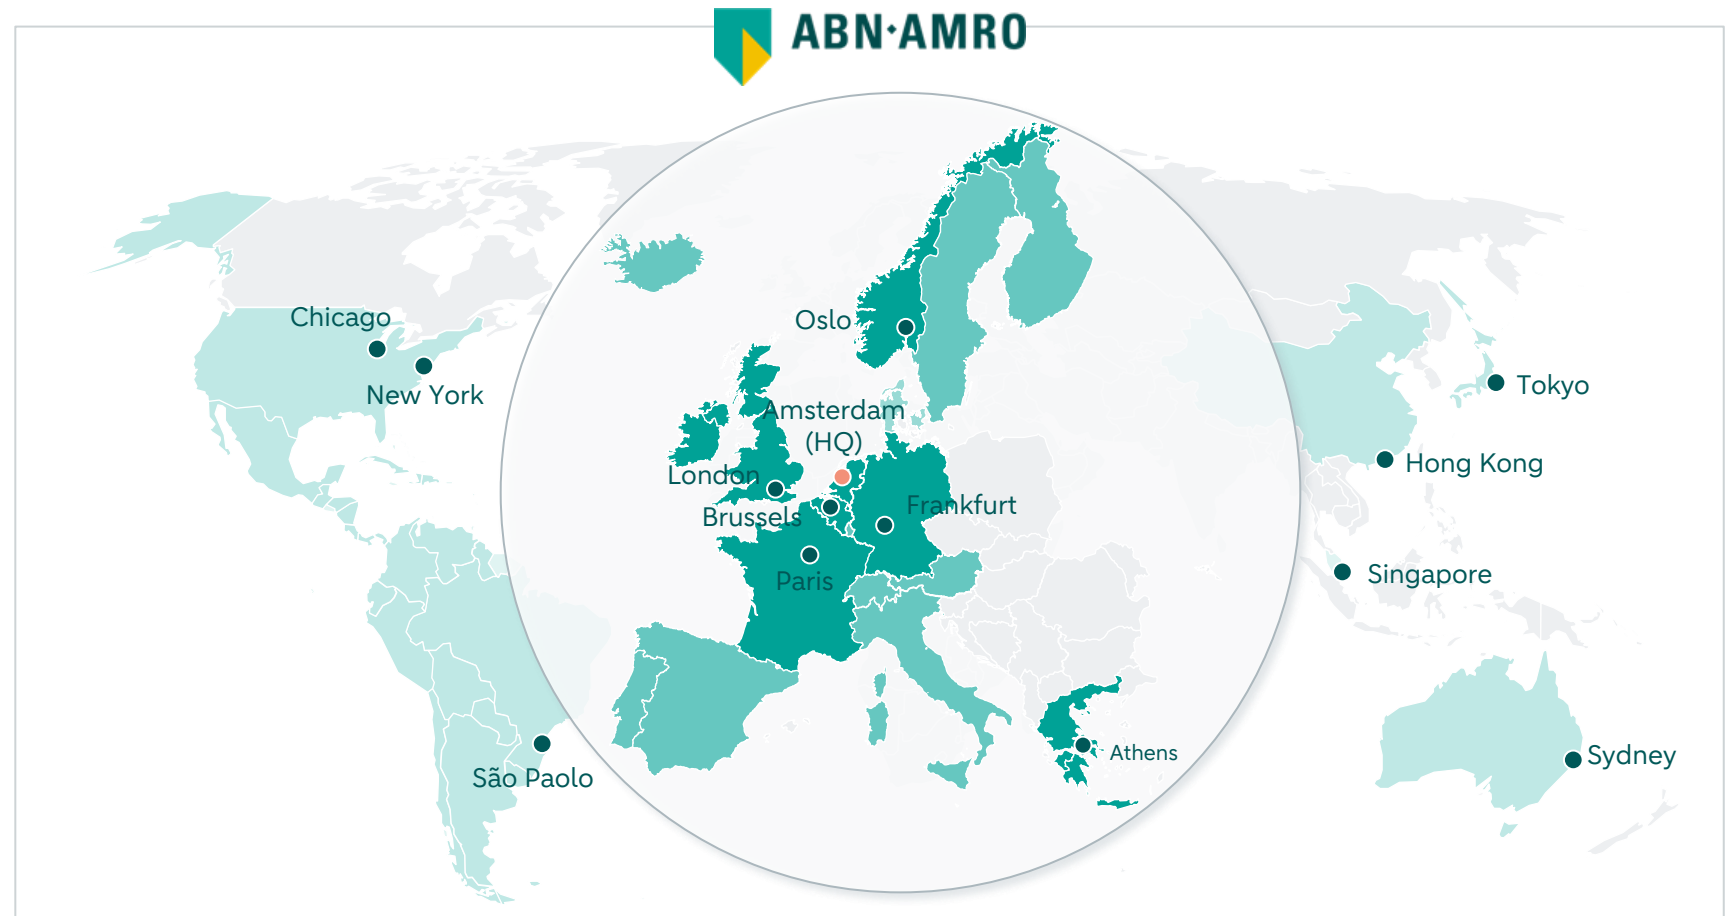 ABN·AMRO
Chicago
New York
São Paolo
Oslo
Amsterdam
(HQ)
London
Brussels
Frankfurt
Paris
Athens
Tokyo
Hong Kong
Singapore
Sydney